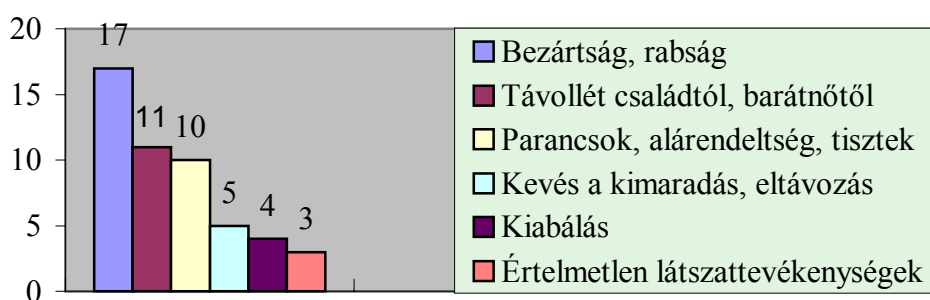 20
15
10
5
0
17
11
10
5
4
3
Bezártság, rabság
Távollét családtól, barátnőtől
Parancsok, alárendeltség, tisztek
Kevés a kimaradás, eltávozás
Kiabálás
Értelmetlen látszattevékenységek